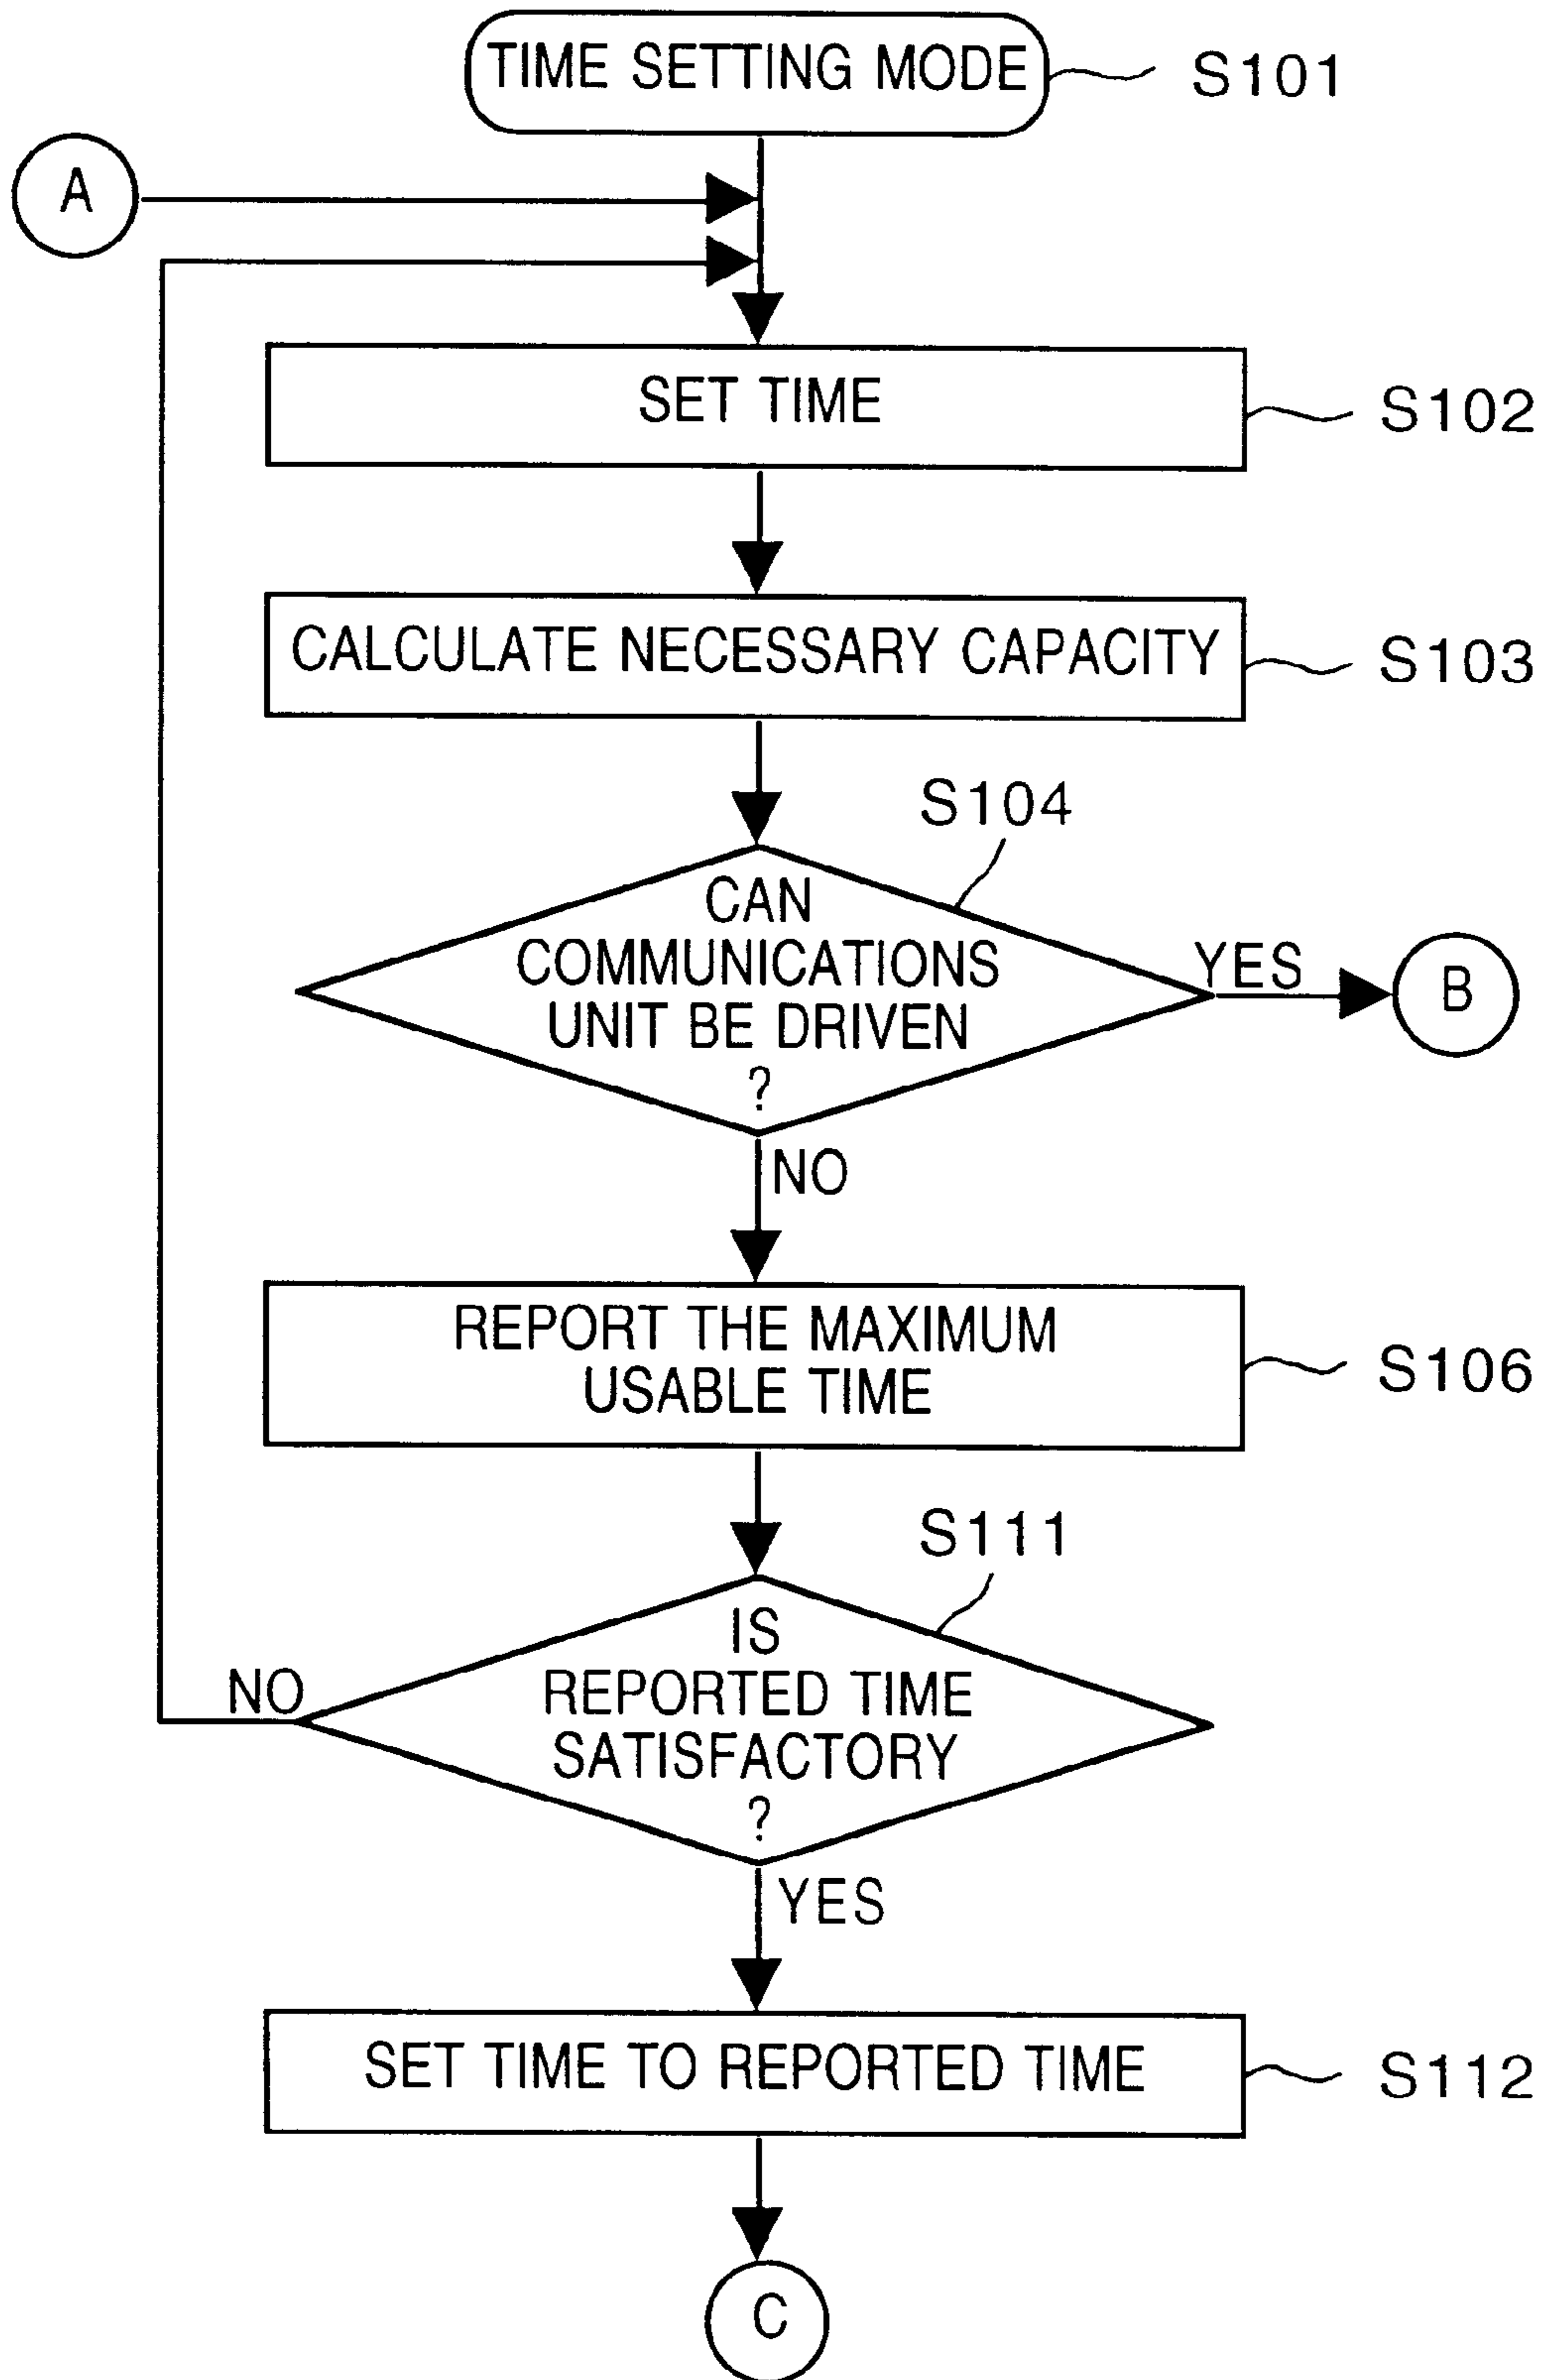 TIME SETTING MODE
S101
A
SET TIME
S102
CALCULATE NECESSARY CAPACITY
S103
S104
CAN
COMMUNICATIONS
UNIT BE DRIVEN
?
YES
B
NO
REPORT THE MAXIMUM
USABLE TIME
S106
S111
IS
REPORTED TIME
SATISFACTORY
?
NO
YES
SET TIME TO REPORTED TIME
S112
C